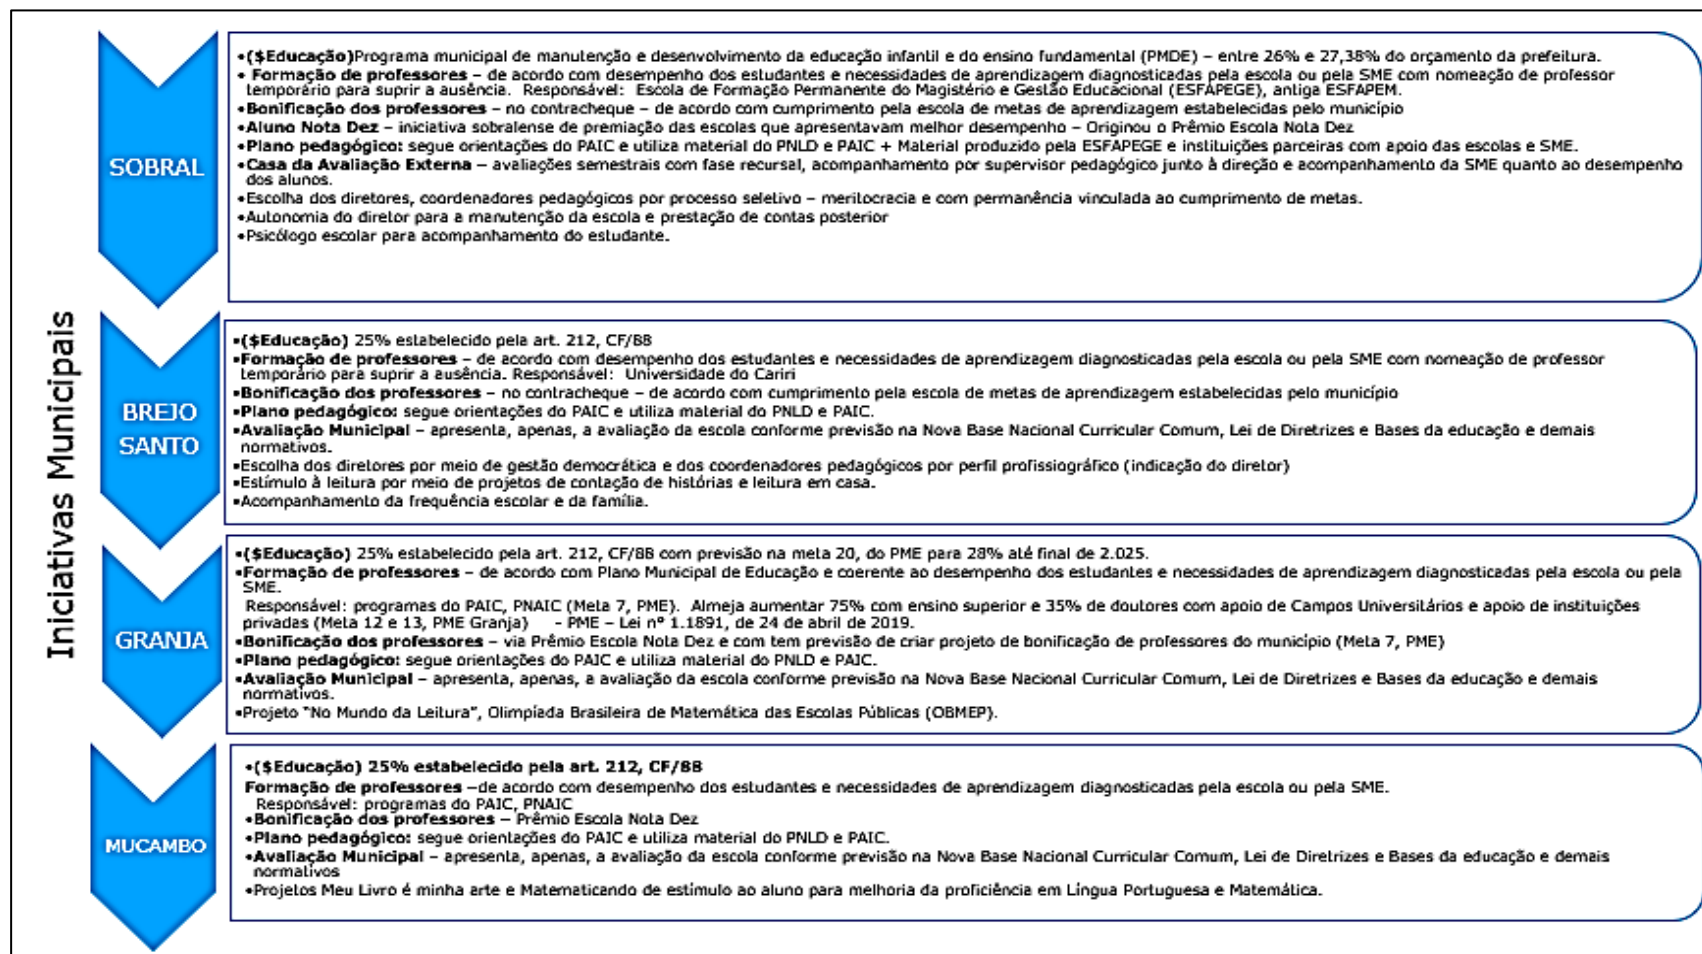 Iniciativas Municipais
SOBRAL
•($Educação)Programa municipal de manutenção e desenvolvimento da educação infantil e do ensino fundamental (PMDE) – entre 26% e 27,38% do orçamento da prefeitura.
• Formação de professores – de acordo com desempenho dos estudantes e necessidades de aprendizagem diagnosticadas pela escola ou pela SME com nomeação de professor
temporário para suprir a ausência. Responsável: Escola de Formação Permanente do Magistério e Gestão Educacional (ESFAPEGE), antiga ESFAPEM.
•Bonificação dos professores – no contracheque – de acordo com cumprimento pela escola de metas de aprendizagem estabelecidas pelo município
•Aluno Nota Dez – iniciativa sobralense de premiação das escolas que apresentavam melhor desempenho – Originou o Prêmio Escola Nota Dez
•Plano pedagógico: segue orientações do PAIC e utiliza material do PNLD e PAIC + Material produzido pela ESFAPEGE e instituições parceiras com apoio das escolas e SME.
•Casa da Avaliação Externa – avaliações semestrais com fase recursal, acompanhamento por supervisor pedagógico junto à direção e acompanhamento da SME quanto ao desempenho
dos alunos.
•Escolha dos diretores, coordenadores pedagógicos por processo seletivo – meritocracia e com permanência vinculada ao cumprimento de metas.
•Autonomia do diretor para a manutenção da escola e prestação de contas posterior
•Psicólogo escolar para acompanhamento do estudante.
BREJO
SANTO
•($Educação) 25% estabelecido pela art. 212, CF/88
•Formação de professores – de acordo com desempenho dos estudantes e necessidades de aprendizagem diagnosticadas pela escola ou pela SME com nomeação de professor
temporário para suprir a ausência. Responsável: Universidade do Cariri
•Bonificação dos professores – no contracheque – de acordo com cumprimento pela escola de metas de aprendizagem estabelecidas pelo município
•Plano pedagógico: segue orientações do PAIC e utiliza material do PNLD e PAIC.
•Avaliação Municipal – apresenta, apenas, a avaliação da escola conforme previsão na Nova Base Nacional Curricular Comum, Lei de Diretrizes e Bases da educação e demais
normativos.
•Escolha dos diretores por meio de gestão democrática e dos coordenadores pedagógicos por perfil profissiográfico (indicação do diretor)
•Estímulo à leitura por meio de projetos de contação de histórias e leitura em casa.
•Acompanhamento da frequência escolar e da família.
GRANJA
•($Educação) 25% estabelecido pela art. 212, CF/88 com previsão na meta 20, do PME para 28% até final de 2.025.
•Formação de professores – de acordo com Plano Municipal de Educação e coerente ao desempenho dos estudantes e necessidades de aprendizagem diagnosticadas pela escola ou pela
SME.
Responsável: programas do PAIC, PNAIC (Meta 7, PME). Almeja aumentar 75% com ensino superior e 35% de doutores com apoio de Campos Universitários e apoio de instituições
privadas (Meta 12 e 13, PME Granja) - PME – Lei nº 1.1891, de 24 de abril de 2019.
•Bonificação dos professores – via Prêmio Escola Nota Dez e com tem previsão de criar projeto de bonificação de professores do município (Meta 7, PME)
•Plano pedagógico: segue orientações do PAIC e utiliza material do PNLD e PAIC.
•Avaliação Municipal – apresenta, apenas, a avaliação da escola conforme previsão na Nova Base Nacional Curricular Comum, Lei de Diretrizes e Bases da educação e demais
normativos.
•Projeto “No Mundo da Leitura”, Olimpíada Brasileira de Matemática das Escolas Públicas (OBMEP).
MUCAMBO
•($Educação) 25% estabelecido pela art. 212, CF/88
Formação de professores –de acordo com desempenho dos estudantes e necessidades de aprendizagem diagnosticadas pela escola ou pela SME.
Responsável: programas do PAIC, PNAIC
•Bonificação dos professores – Prêmio Escola Nota Dez
•Plano pedagógico: segue orientações do PAIC e utiliza material do PNLD e PAIC.
•Avaliação Municipal – apresenta, apenas, a avaliação da escola conforme previsão na Nova Base Nacional Curricular Comum, Lei de Diretrizes e Bases da educação e demais
normativos
•Projetos Meu Livro é minha arte e Matematicando de estímulo ao aluno para melhoria da proficiência em Língua Portuguesa e Matemática.